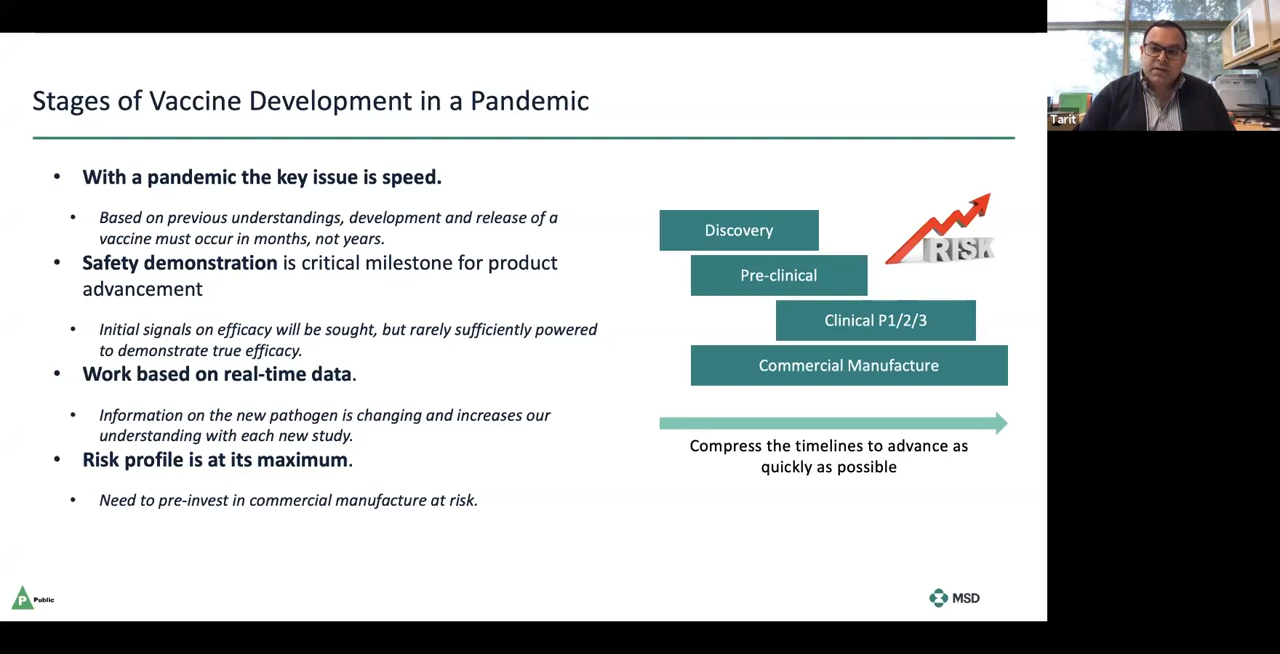 Stages of Vaccine Development in a Pandemic
• With a pandemic the key issue is speed.
• Based on previous understandings, development and release of a
vaccine must occur in months, not years.
• Safety demonstration is critical milestone for product
advancement
• Initial signals on efficacy will be sought, but rarely sufficiently powered
to demonstrate true efficacy.
• Work based on real-time data.
• Information on the new pathogen is changing and increases our
understanding with each new study.
• Risk profile is at its maximum.
• Need to pre-invest in commercial manufacture at risk.
Discovery
RISK
Pre-clinical
Clinical P1/2/3
Commercial Manufacture
Compress the timelines to advance as
quickly as possible
P Public
MSD
Tarit